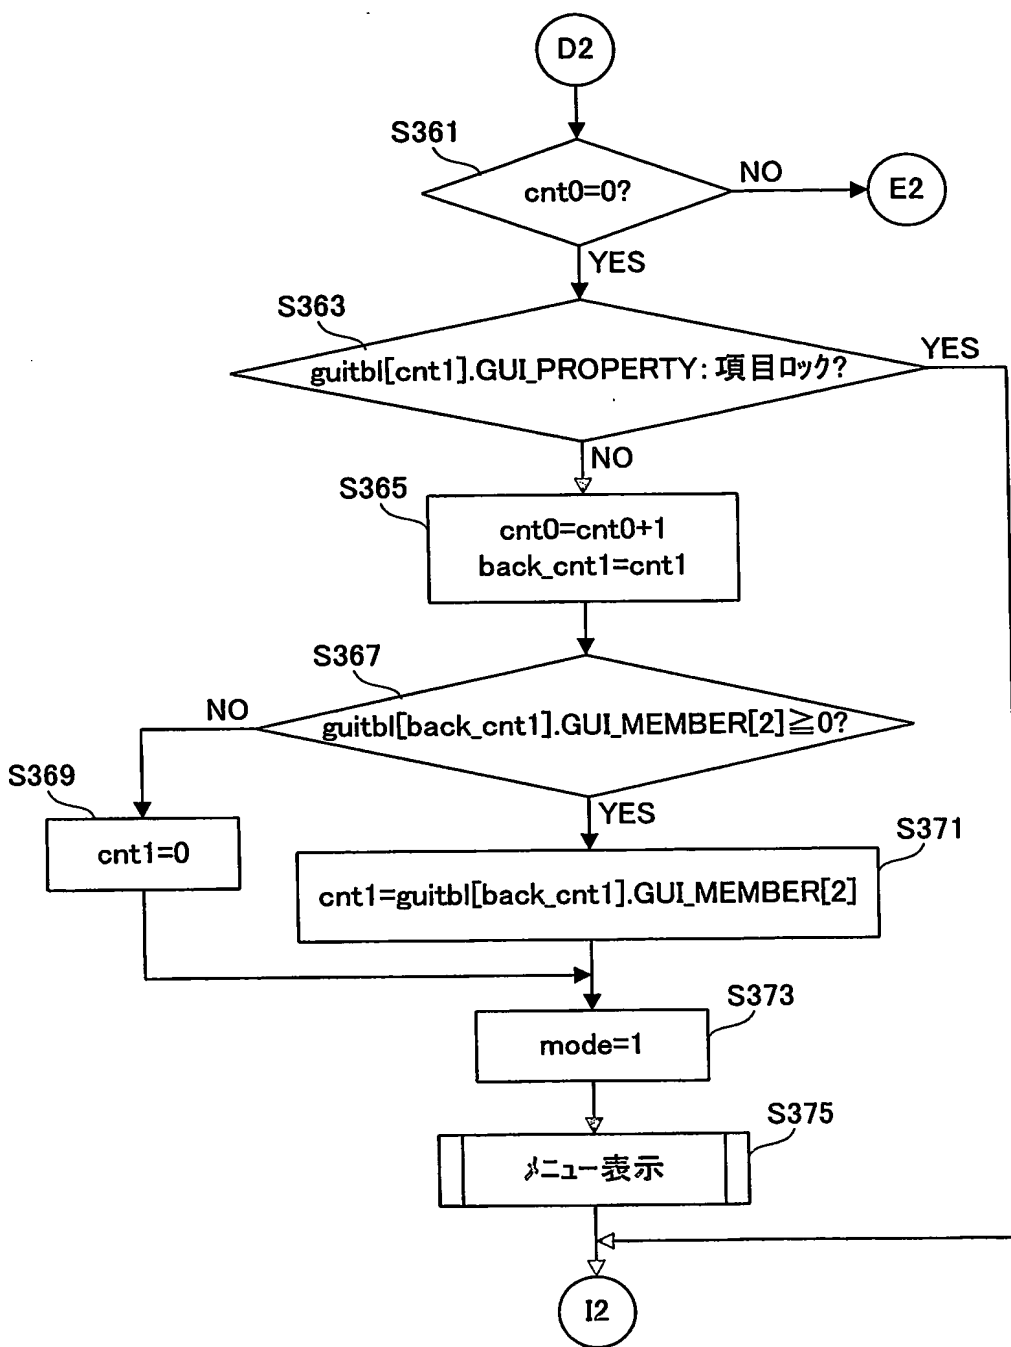 D2
S361
cnt0=0?
NO
E2
YES
S363
guitbl[cnt1].GUI_PROPERTY:項目ロック?
YES
NO
S365
cnt0=cnt0+1
back_cnt1=cnt1
S367
NO
guitbl[back_cnt1].GUI_MEMBER[2]≧0?
S369
YES
S371
cnt1=0
cnt1=guitbl[back_cnt1].GUI_MEMBER[2]
S373
mode=1
S375
メニュー表示
I2